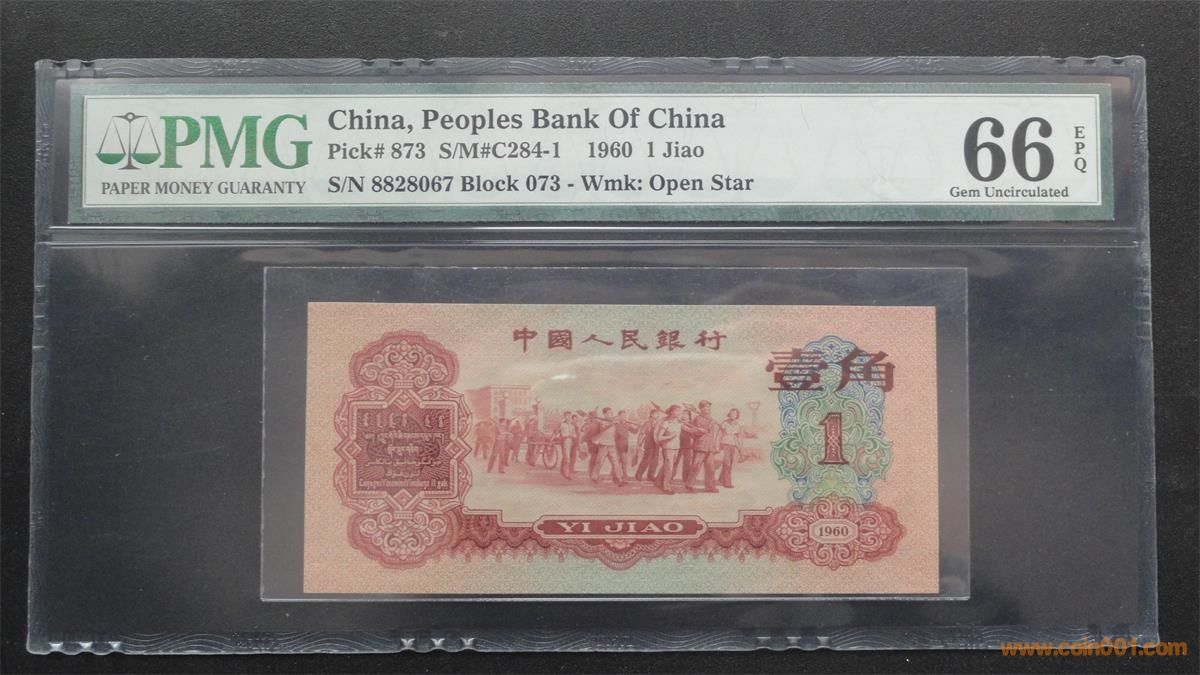 PMG
PAPER MONEY GUARANTY
China, Peoples Bank Of China
Pick# 873 S/M#C284-1 1960 1 Jiao
S/N 8828067 Block 073 - Wmk: Open Star
66
EPQ
Gem Uncirculated
中國人民銀行
壹角
1
YI JIAO
1960
www.coin001.com